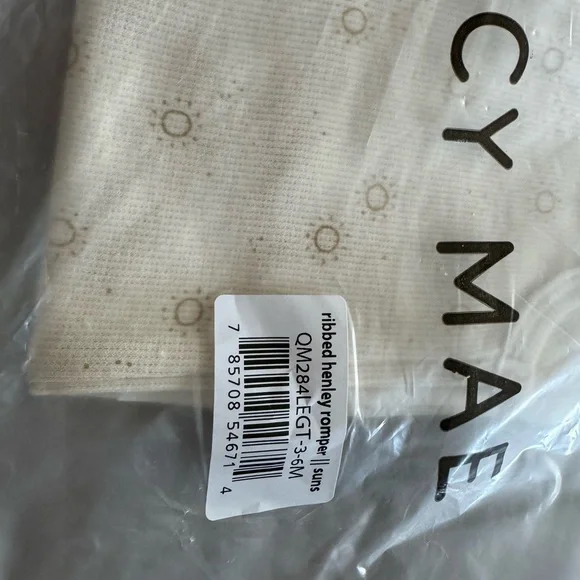 CY MAE
ribbed henley romper || suns
QM284LEGT-3-6M
7 85708 54671 4